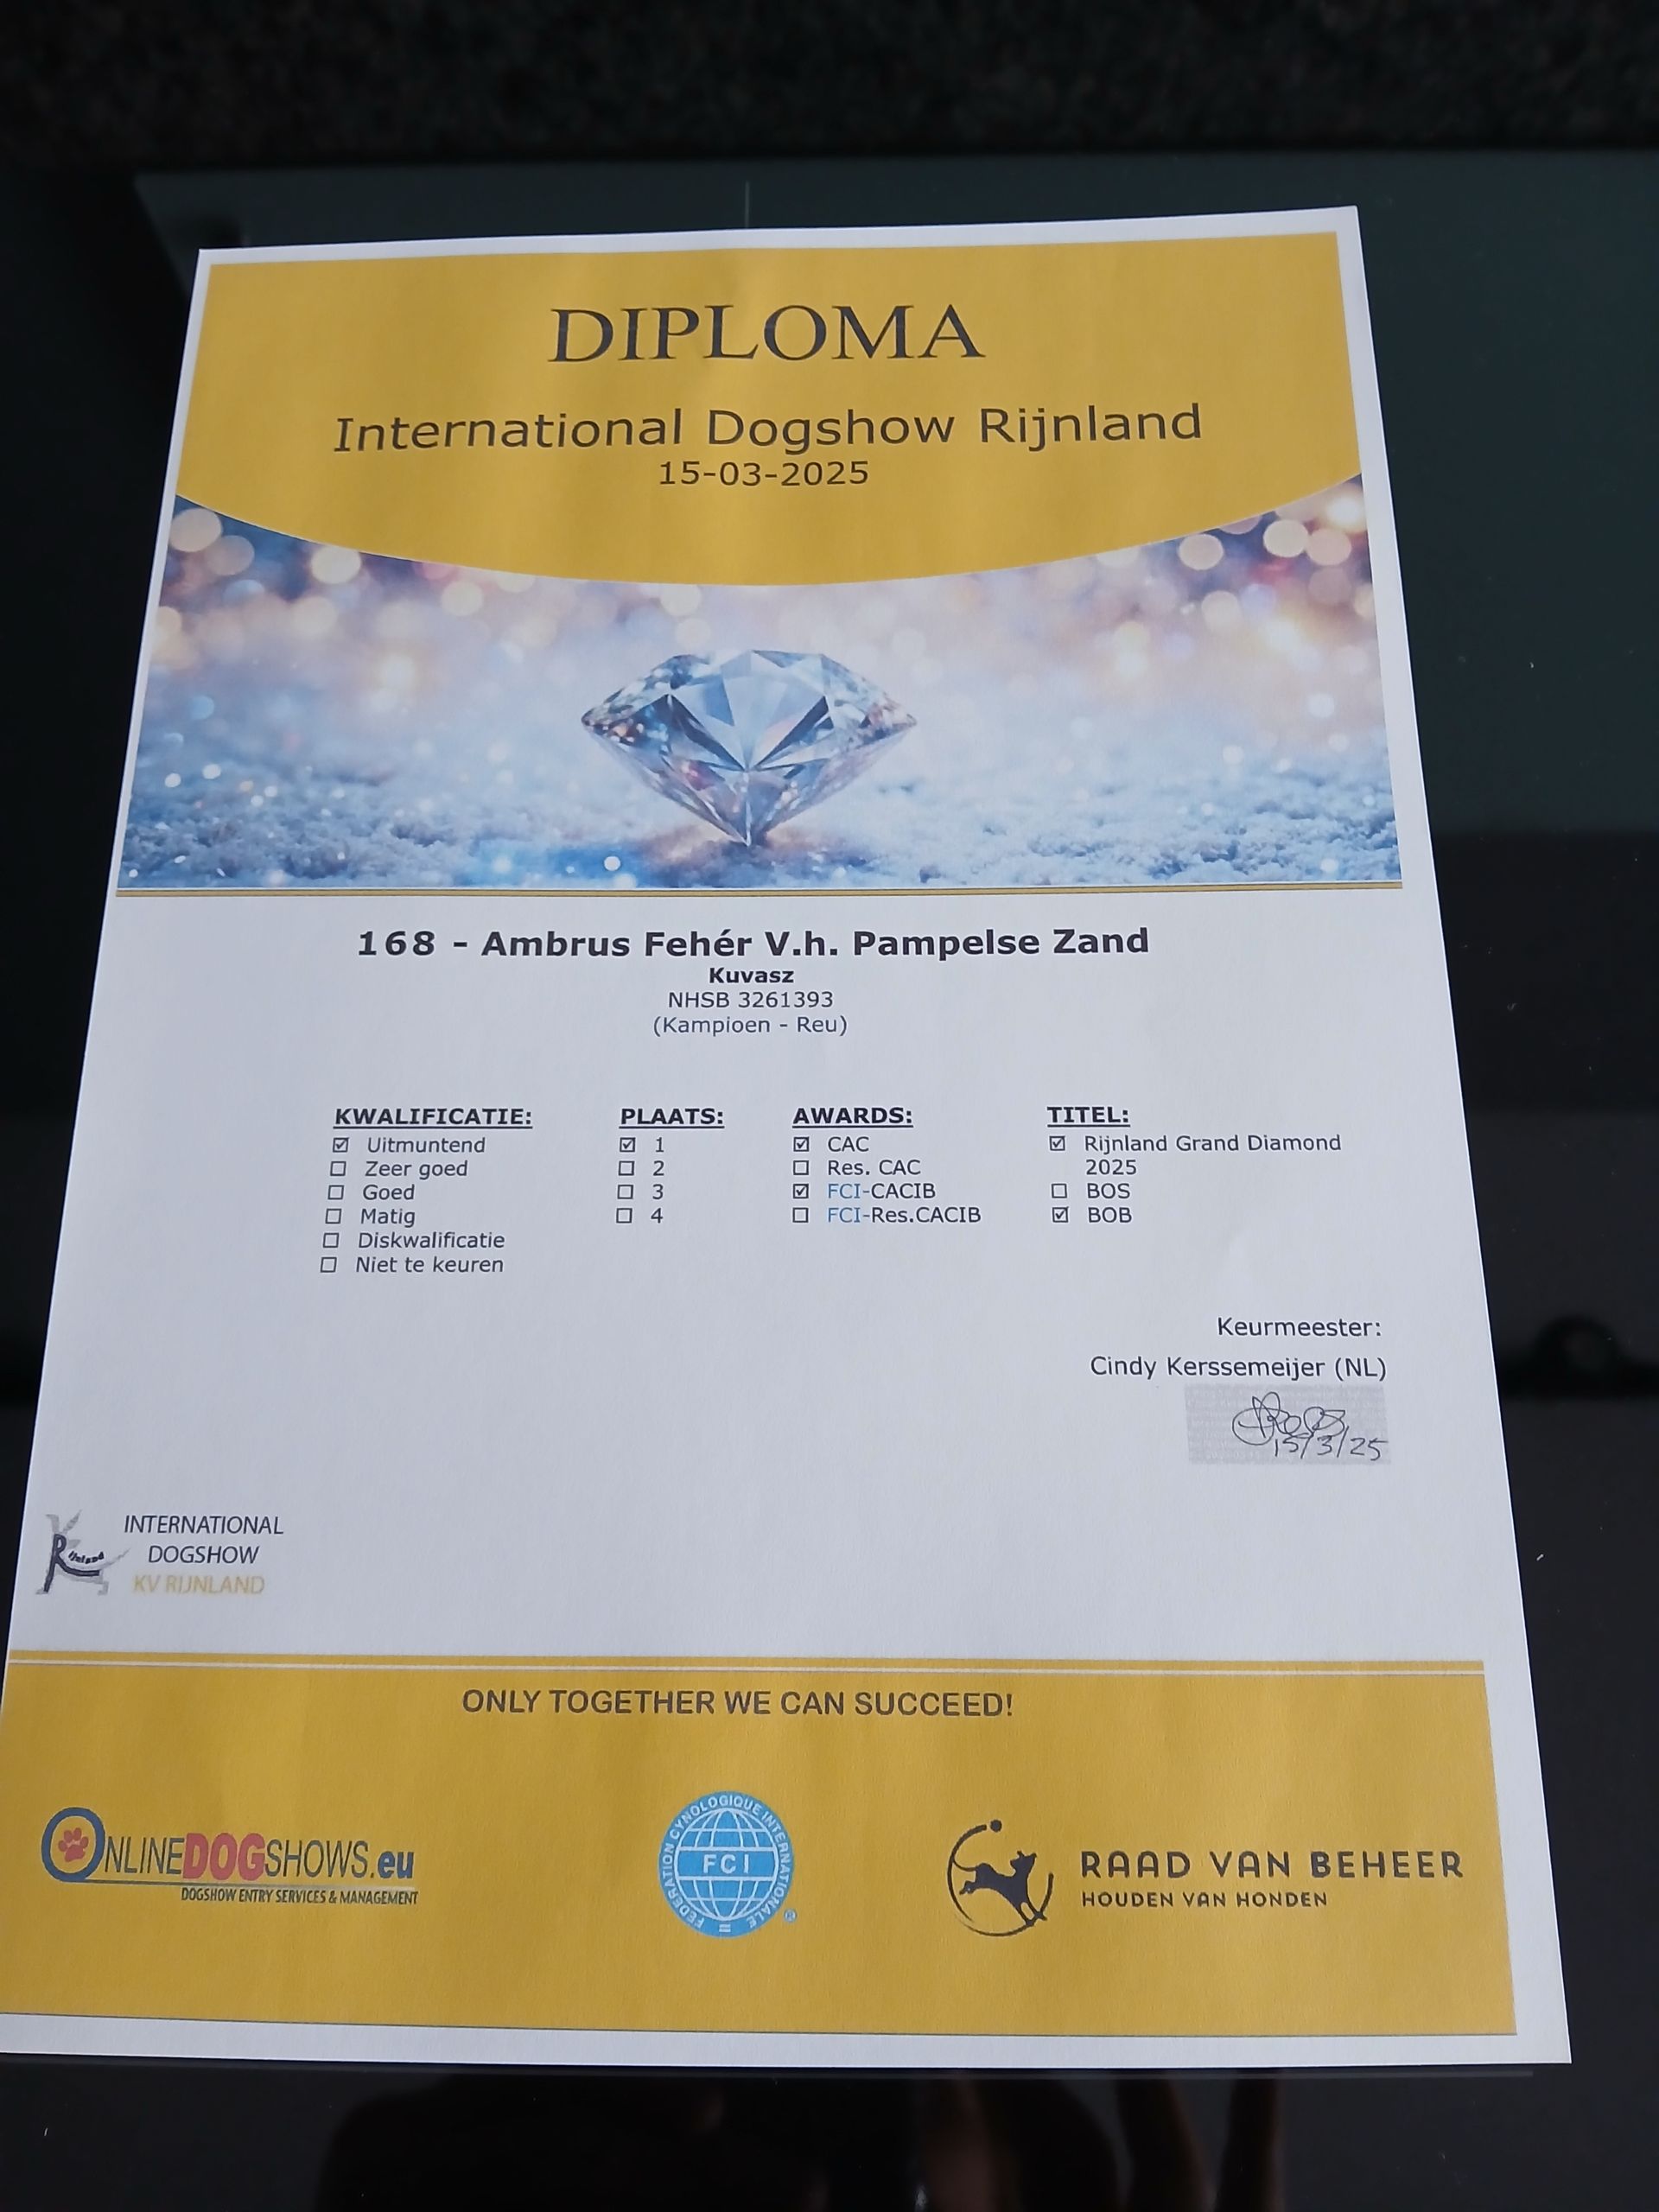 DIPLOMA
International Dogshow Rijnland
15-03-2025
168 - Ambrus Fehér V.h. Pampelse Zand
Kuvasz
NHSB 3261393
(Kampioen - Reu)
KWALIFICATIE:
☑ Uitmuntend
☐ Zeer goed
☐ Goed
☐ Matig
☐ Diskwalificatie
☐ Niet te keuren
PLAATS:
☑ 1
☐ 2
☐ 3
☐ 4
AWARDS:
☑ CAC
☐ Res. CAC
☑ FCI-CACIB
☐ FCI-Res.CACIB
TITEL:
☑ Rijnland Grand Diamond
2025
☐ BOS
☑ BOB
Keurmeester:
Cindy Kerssemeijer (NL)
15/3/25
Rijnland
INTERNATIONAL
DOGSHOW
KV RIJNLAND
ONLY TOGETHER WE CAN SUCCEED!
ONLINEDOGSHOWS.eu
DOGSHOW ENTRY SERVICES & MANAGEMENT
FEDERATION CYNOLOGIQUE INTERNATIONALE
FCI
®
RAAD VAN BEHEER
HOUDEN VAN HONDEN